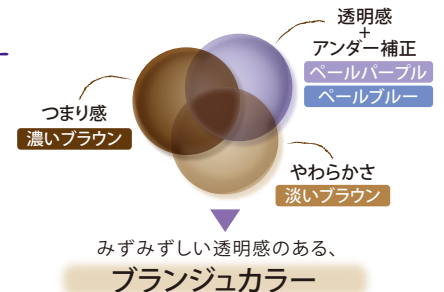 透明感
+
アンダー補正
ペールパープル
ペールブルー
つまり感
濃いブラウン
やわらかさ
淡いブラウン
みずみずしい透明感のある、
ブランジュカラー